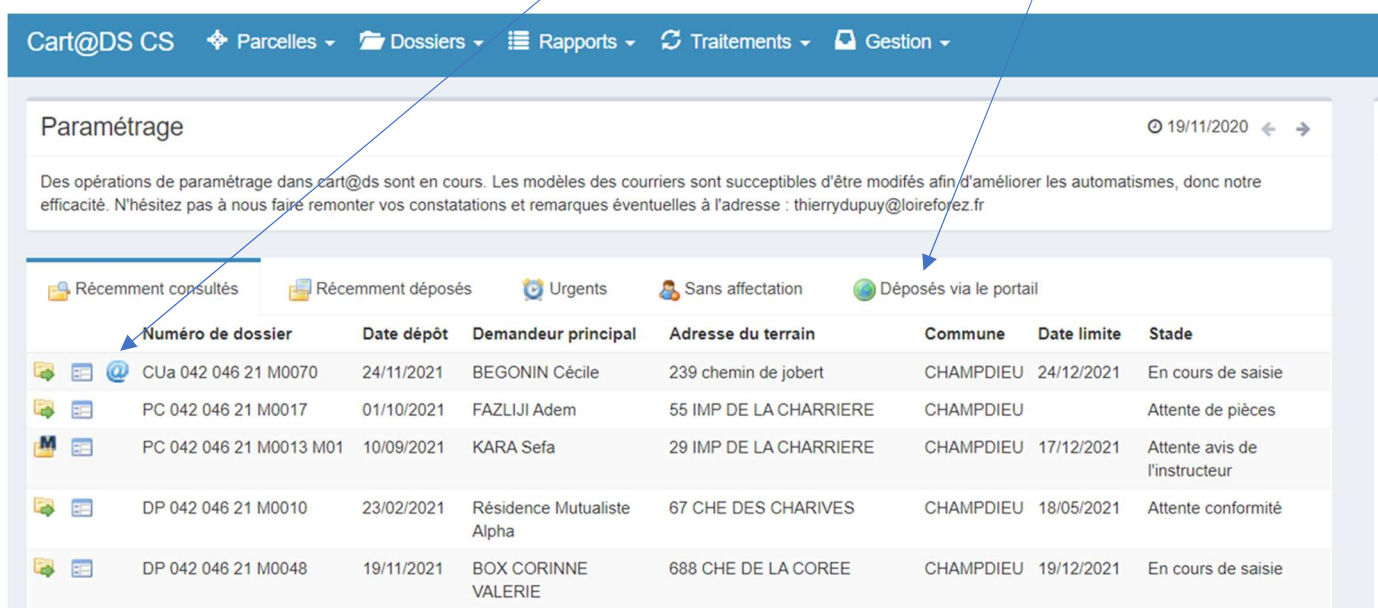 Cart@DS CS Parcelles Dossiers Rapports Traitements Gestion
Paramétrage 19/11/2020
Des opérations de paramétrage dans cart@ds sont en cours. Les modèles des courriers sont succeptibles d'être modifés afin d'améliorer les automatismes, donc notre
efficacité. N'hésitez pas à nous faire remonter vos constatations et remarques éventuelles à l'adresse : thierrydupuy@loireforez.fr
Récemment consultés Récemment déposés Urgents Sans affectation Déposés via le portail
Numéro de dossier Date dépôt Demandeur principal Adresse du terrain Commune Date limite Stade
@ CUa 042 046 21 M0070 24/11/2021 BEGONIN Cécile 239 chemin de jobert CHAMPDIEU 24/12/2021 En cours de saisie
PC 042 046 21 M0017 01/10/2021 FAZLIJI Adem 55 IMP DE LA CHARRIERE CHAMPDIEU Attente de pièces
M PC 042 046 21 M0013 M01 10/09/2021 KARA Sefa 29 IMP DE LA CHARRIERE CHAMPDIEU 17/12/2021 Attente avis de
l'instructeur
DP 042 046 21 M0010 23/02/2021 Résidence Mutualiste 67 CHE DES CHARIVES CHAMPDIEU 18/05/2021 Attente conformité
Alpha
DP 042 046 21 M0048 19/11/2021 BOX CORINNE 688 CHE DE LA COREE CHAMPDIEU 19/12/2021 En cours de saisie
VALERIE